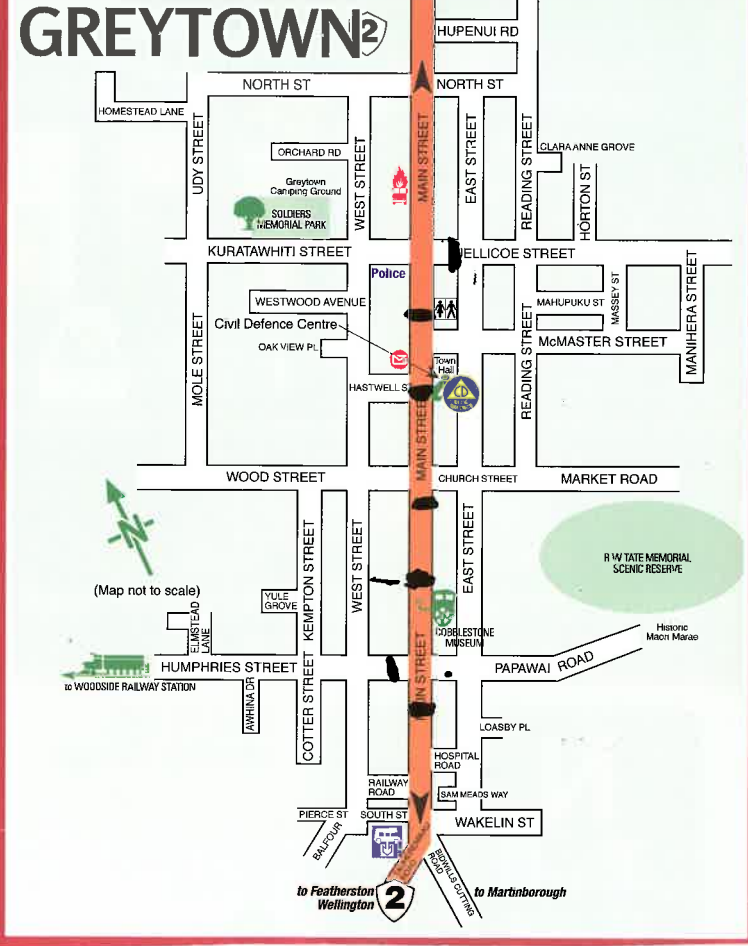 GREYTOWN 2
HUPENUI RD
NORTH ST
NORTH ST
HOMESTEAD LANE
UDY STREET
ORCHARD RD
WEST STREET
MAIN STREET
EAST STREET
READING STREET
CLARA ANNE GROVE
HORTON ST
Greytown
Camping Ground
SOLDIERS
MEMORIAL PARK
KURATAWHITI STREET
JELLICOE STREET
Police
WESTWOOD AVENUE
MAHUPUKU ST
MASSEY ST
MANIHERA STREET
Civil Defence Centre
OAK VIEW PL
McMASTER STREET
MOLE STREET
Town
Hall
HASTWELL S
READING STREET
MAIN STREE
WOOD STREET
CHURCH STREET
MARKET ROAD
N
(Map not to scale)
KEMPTON STREET
WEST STREET
EAST STREET
R W TATE MEMORIAL
SCENIC RESERVE
YULE
GROVE
ELMSTEAD
LANE
COBBLESTONE
MUSEUM
Historic
Maori Marae
HUMPHRIES STREET
PAPAWAI ROAD
to WOODSIDE RAILWAY STATION
AWHINA DR
COTTER STREET
IN STREET
LOASBY PL
HOSPITAL
ROAD
RAILWAY
ROAD
SAM MEADS WAY
PIERCE ST
SOUTH ST
WAKELIN ST
BALFOUR
BIDWILLS CUTTING
ROAD
to Featherston
Wellington
2
to Martinborough